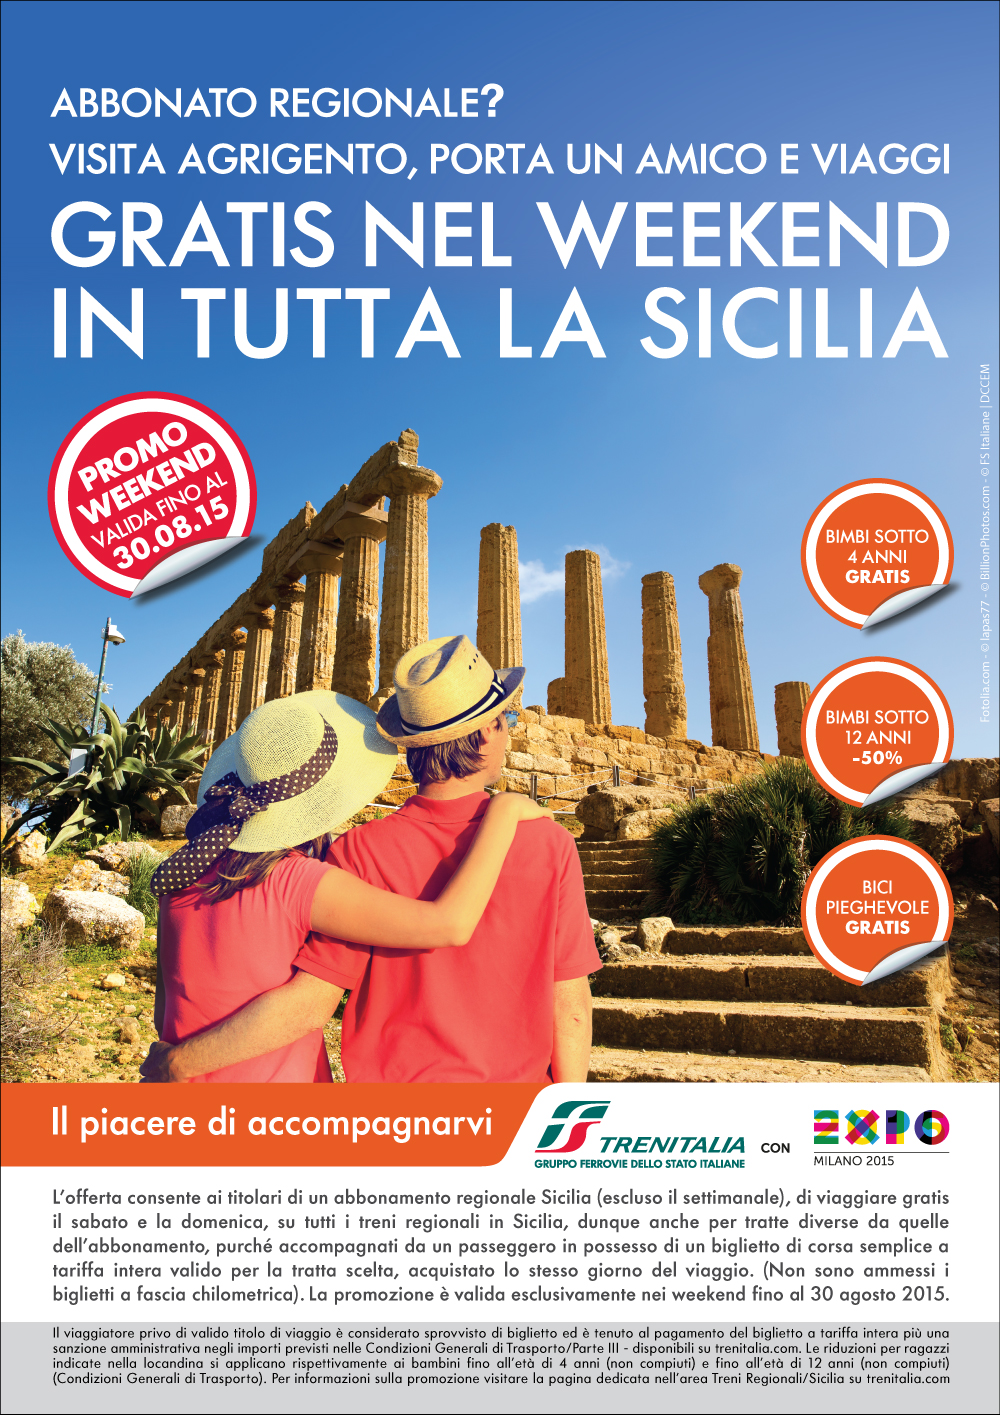 ABBONATO REGIONALE?
VISITA AGRIGENTO, PORTA UN AMICO E VIAGGI
GRATIS NEL WEEKEND
IN TUTTA LA SICILIA
PROMO
WEEKEND
VALIDA FINO AL
30.08.15
BIMBI SOTTO
4 ANNI
GRATIS
BIMBI SOTTO
12 ANNI
-50%
BICI
PIEGHEVOLE
GRATIS
Fotolia.com - © lapas77 - © BillionPhotos.com - © FS Italiane | DCCEM
Il piacere di accompagnarvi
TRENITALIA
GRUPPO FERROVIE DELLO STATO ITALIANE
CON
EXPO
MILANO 2015
L'offerta consente ai titolari di un abbonamento regionale Sicilia (escluso il settimanale), di viaggiare gratis
il sabato e la domenica, su tutti i treni regionali in Sicilia, dunque anche per tratte diverse da quelle
dell'abbonamento, purché accompagnati da un passeggero in possesso di un biglietto di corsa semplice a
tariffa intera valido per la tratta scelta, acquistato lo stesso giorno del viaggio. (Non sono ammessi i
biglietti a fascia chilometrica). La promozione è valida esclusivamente nei weekend fino al 30 agosto 2015.
Il viaggiatore privo di valido titolo di viaggio è considerato sprovvisto di biglietto ed è tenuto al pagamento del biglietto a tariffa intera più una
sanzione amministrativa negli importi previsti nelle Condizioni Generali di Trasporto/Parte III - disponibili su trenitalia.com. Le riduzioni per ragazzi
indicate nella locandina si applicano rispettivamente ai bambini fino all'età di 4 anni (non compiuti) e fino all'età di 12 anni (non compiuti)
(Condizioni Generali di Trasporto). Per informazioni sulla promozione visitare la pagina dedicata nell'area Treni Regionali/Sicilia su trenitalia.com